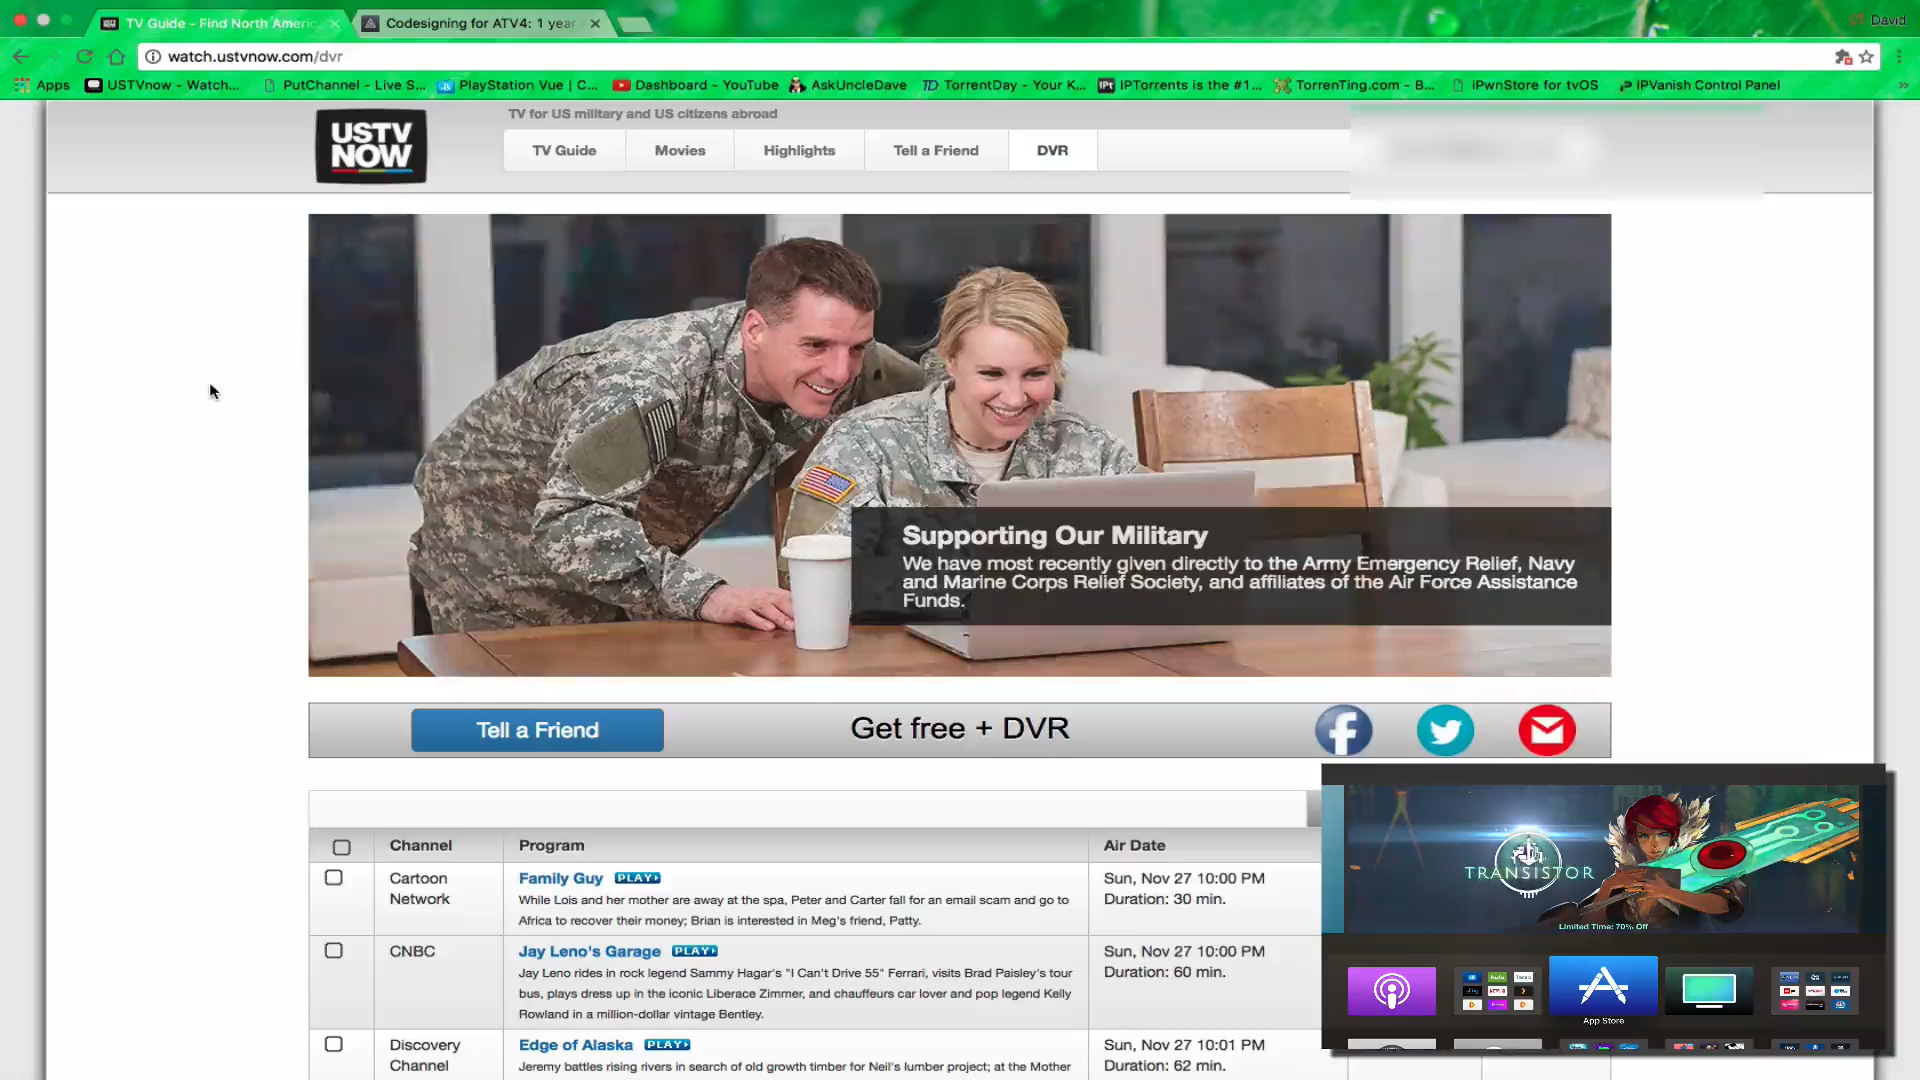 TV Guide - Find North Americ
Codesigning for ATV4: 1 year
David
watch.ustvnow.com/dvr
Apps
USTVnow - Watch...
PutChannel - Live S...
PlayStation Vue | C...
Dashboard - YouTube
AskUncleDave
TD TorrentDay - Your K...
IPt IPTorrents is the #1...
TorrenTing.com - B...
iPwnStore for tvOS
IPVanish Control Panel
USTV
NOW
TV for US military and US citizens abroad
TV Guide
Movies
Highlights
Tell a Friend
DVR
Supporting Our Military
We have most recently given directly to the Army Emergency Relief, Navy
and Marine Corps Relief Society, and affiliates of the Air Force Assistance
Funds.
Tell a Friend
Get free + DVR
Channel
Program
Air Date
Cartoon
Network
Family Guy PLAY
While Lois and her mother are away at the spa, Peter and Carter fall for an email scam and go to
Africa to recover their money; Brian is interested in Meg's friend, Patty.
Sun, Nov 27 10:00 PM
Duration: 30 min.
CNBC
Jay Leno's Garage PLAY
Jay Leno rides in rock legend Sammy Hagar's "I Can't Drive 55" Ferrari, visits Brad Paisley's tour
bus, plays dress up in the iconic Liberace Zimmer, and chauffeurs car lover and pop legend Kelly
Rowland in a million-dollar vintage Bentley.
Sun, Nov 27 10:00 PM
Duration: 60 min.
Discovery
Channel
Edge of Alaska PLAY
Jeremy battles rising rivers in search of old growth timber for Neil's lumber project; at the Mother
Sun, Nov 27 10:01 PM
Duration: 62 min.
TRANSISTOR
Limited Time: 70% Off
App Store